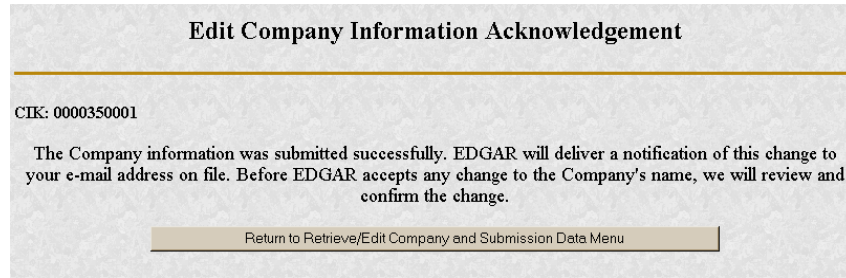 Edit Company Information Acknowledgement
CIK: 0000350001
The Company information was submitted successfully. EDGAR will deliver a notification of this change to
your e-mail address on file. Before EDGAR accepts any change to the Company's name, we will review and
confirm the change.
Return to Retrieve/Edit Company and Submission Data Menu